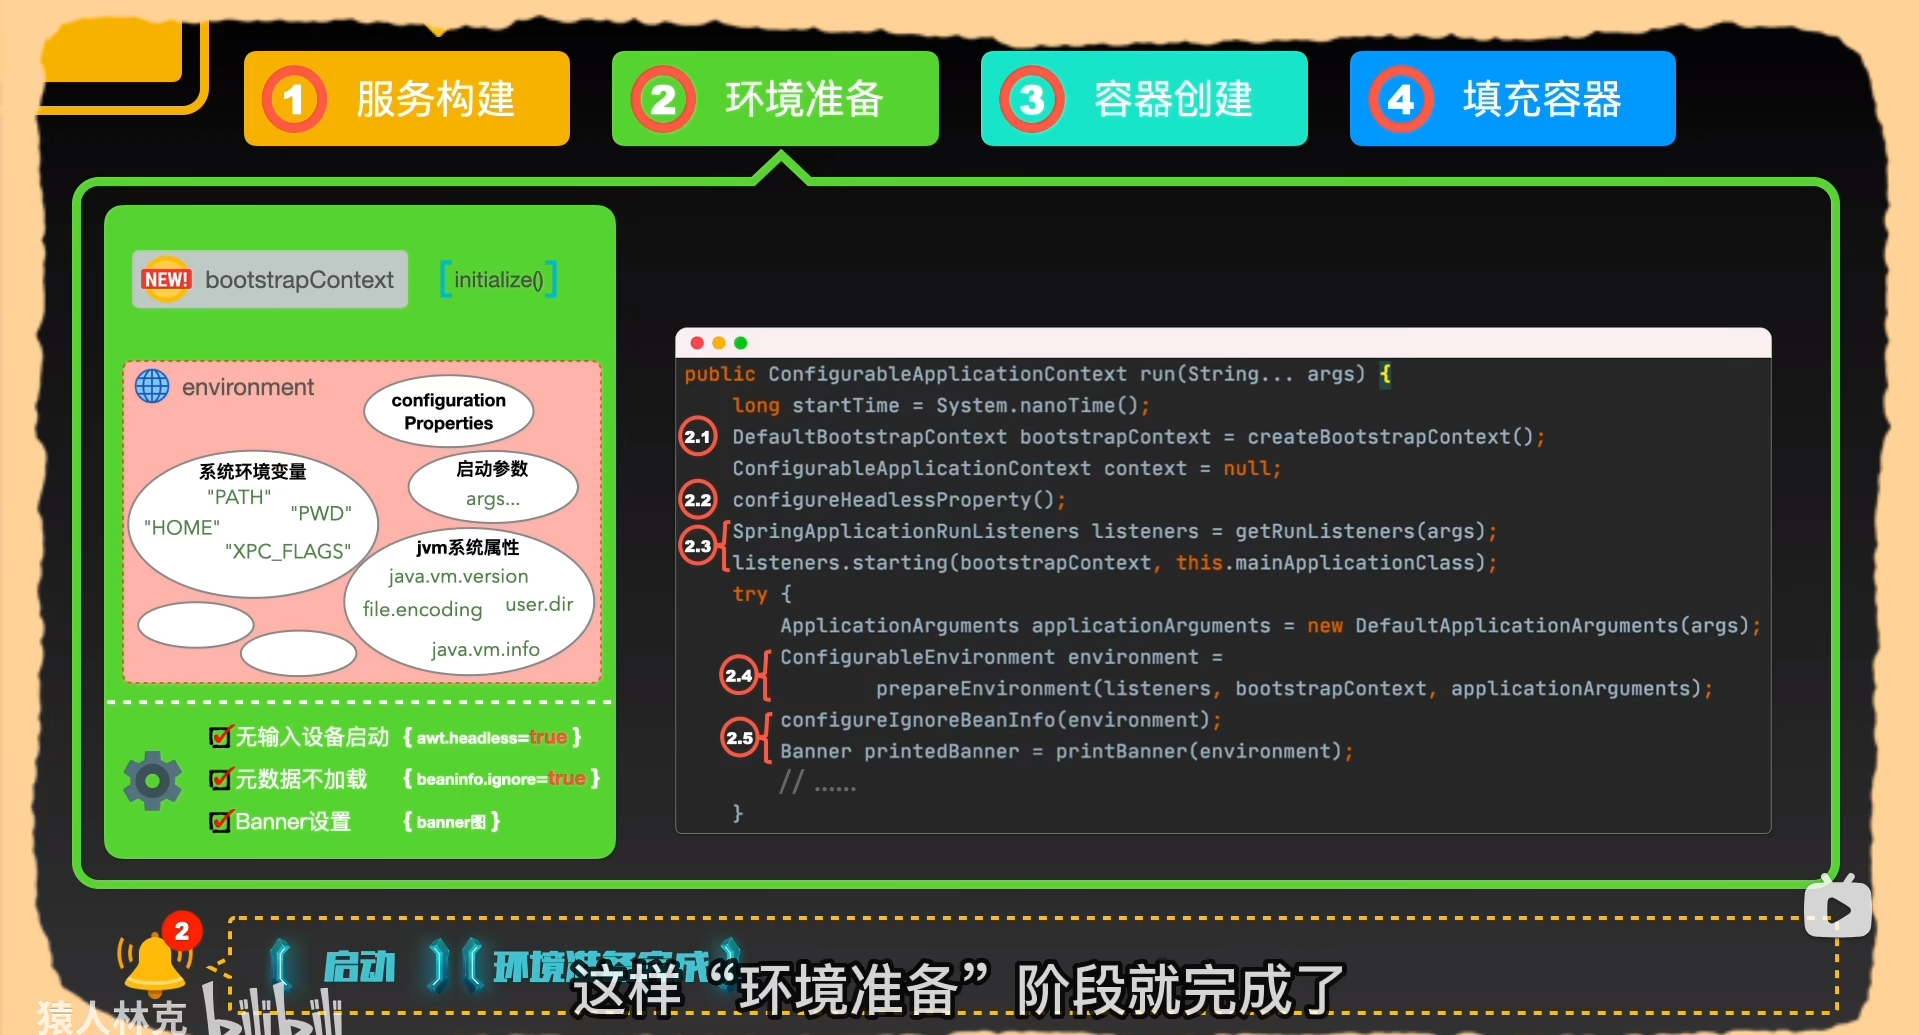 1 服务构建
2 环境准备
3 容器创建
4 填充容器
NEW! bootstrapContext
[initialize()]
environment
configuration
Properties
系统环境变量
"PATH"
"PWD"
"HOME"
"XPC_FLAGS"
启动参数
args...
jvm系统属性
java.vm.version
file.encoding
user.dir
java.vm.info
无输入设备启动 { awt.headless=true }
元数据不加载 { beaninfo.ignore=true }
Banner设置 { banner图 }
public ConfigurableApplicationContext run(String... args) {
long startTime = System.nanoTime();
2.1 DefaultBootstrapContext bootstrapContext = createBootstrapContext();
ConfigurableApplicationContext context = null;
2.2 configureHeadlessProperty();
2.3 SpringApplicationRunListeners listeners = getRunListeners(args);
listeners.starting(bootstrapContext, this.mainApplicationClass);
try {
ApplicationArguments applicationArguments = new DefaultApplicationArguments(args);
2.4 ConfigurableEnvironment environment =
prepareEnvironment(listeners, bootstrapContext, applicationArguments);
2.5 configureIgnoreBeanInfo(environment);
Banner printedBanner = printBanner(environment);
// ......
}
2
启动
环境准备完成
这样“环境准备”阶段就完成了
猿人林克
bilibili